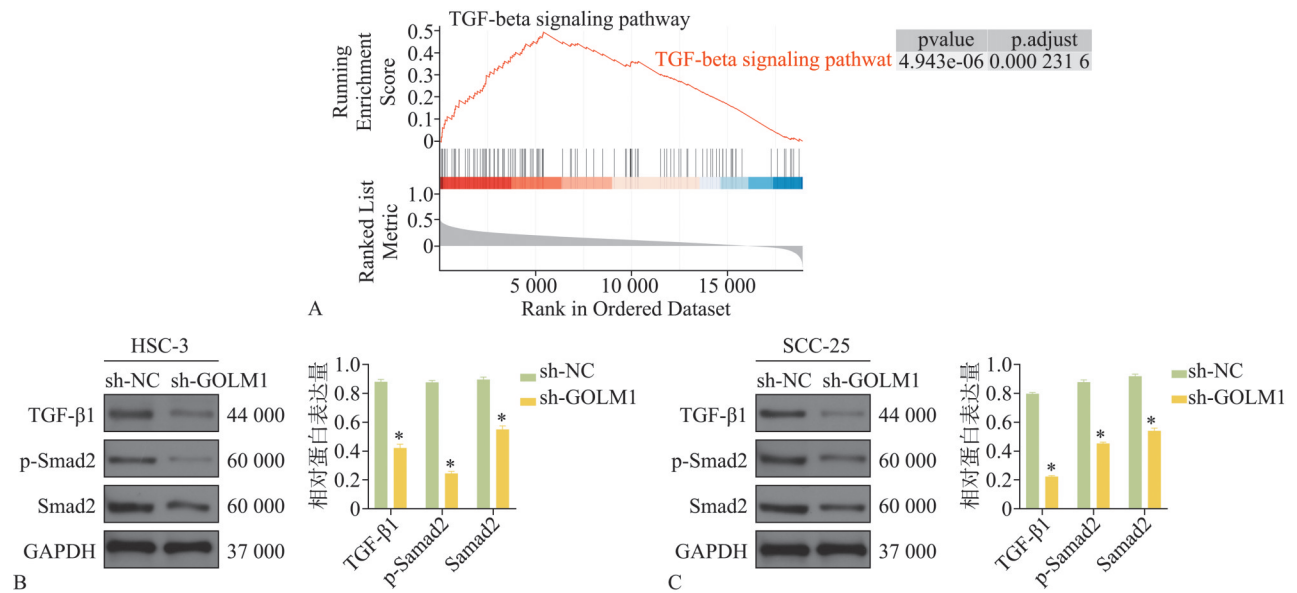 TGF-beta signaling pathway
TGF-beta signaling pathwat
pvalue p.adjust
4.943e-06 0.000 231 6
Running
Enrichment
Score
0.5
0.4
0.3
0.2
0.1
0
Ranked List
Metric
1.0
0.5
0
5 000 10 000 15 000
Rank in Ordered Dataset
A
HSC-3
sh-NC sh-GOLM1
TGF-β1 44 000
p-Smad2 60 000
Smad2 60 000
GAPDH 37 000
相对蛋白表达量
1.0
0.8
0.6
0.4
0.2
0
* * *
TGF-β1
p-Samad2
Samad2
sh-NC
sh-GOLM1
B
SCC-25
sh-NC sh-GOLM1
TGF-β1 44 000
p-Smad2 60 000
Smad2 60 000
GAPDH 37 000
相对蛋白表达量
1.0
0.8
0.6
0.4
0.2
0
* * *
TGF-β1
p-Samad2
Samad2
sh-NC
sh-GOLM1
C